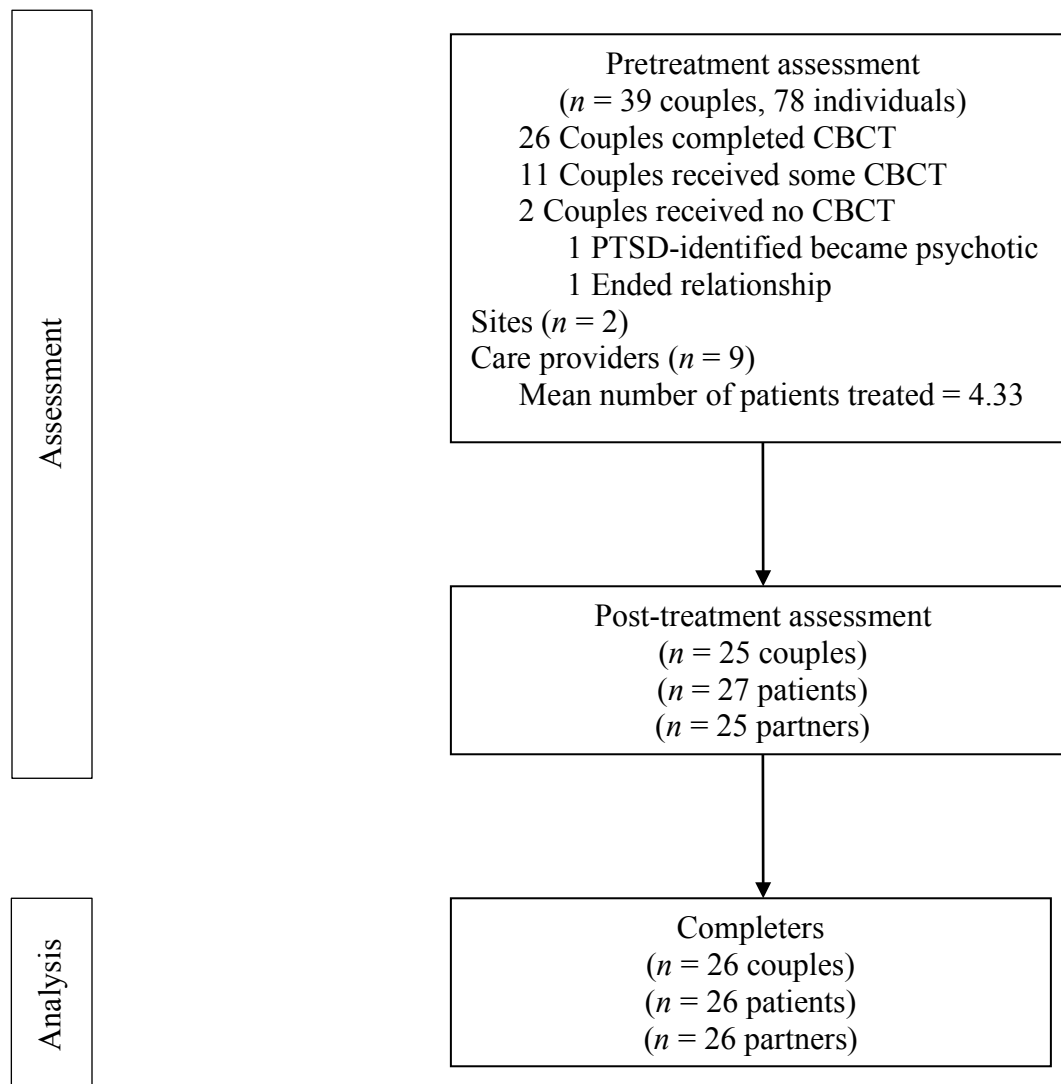 Assessment
Pretreatment assessment
(n = 39 couples, 78 individuals)
26 Couples completed CBCT
11 Couples received some CBCT
2 Couples received no CBCT
1 PTSD-identified became psychotic
1 Ended relationship
Sites (n = 2)
Care providers (n = 9)
Mean number of patients treated = 4.33
Post-treatment assessment
(n = 25 couples)
(n = 27 patients)
(n = 25 partners)
Analysis
Completers
(n = 26 couples)
(n = 26 patients)
(n = 26 partners)